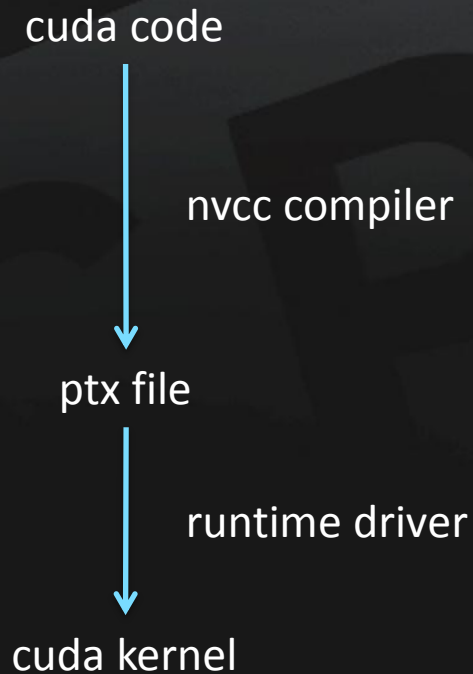 cuda code
nvcc compiler
ptx file
runtime driver
cuda kernel